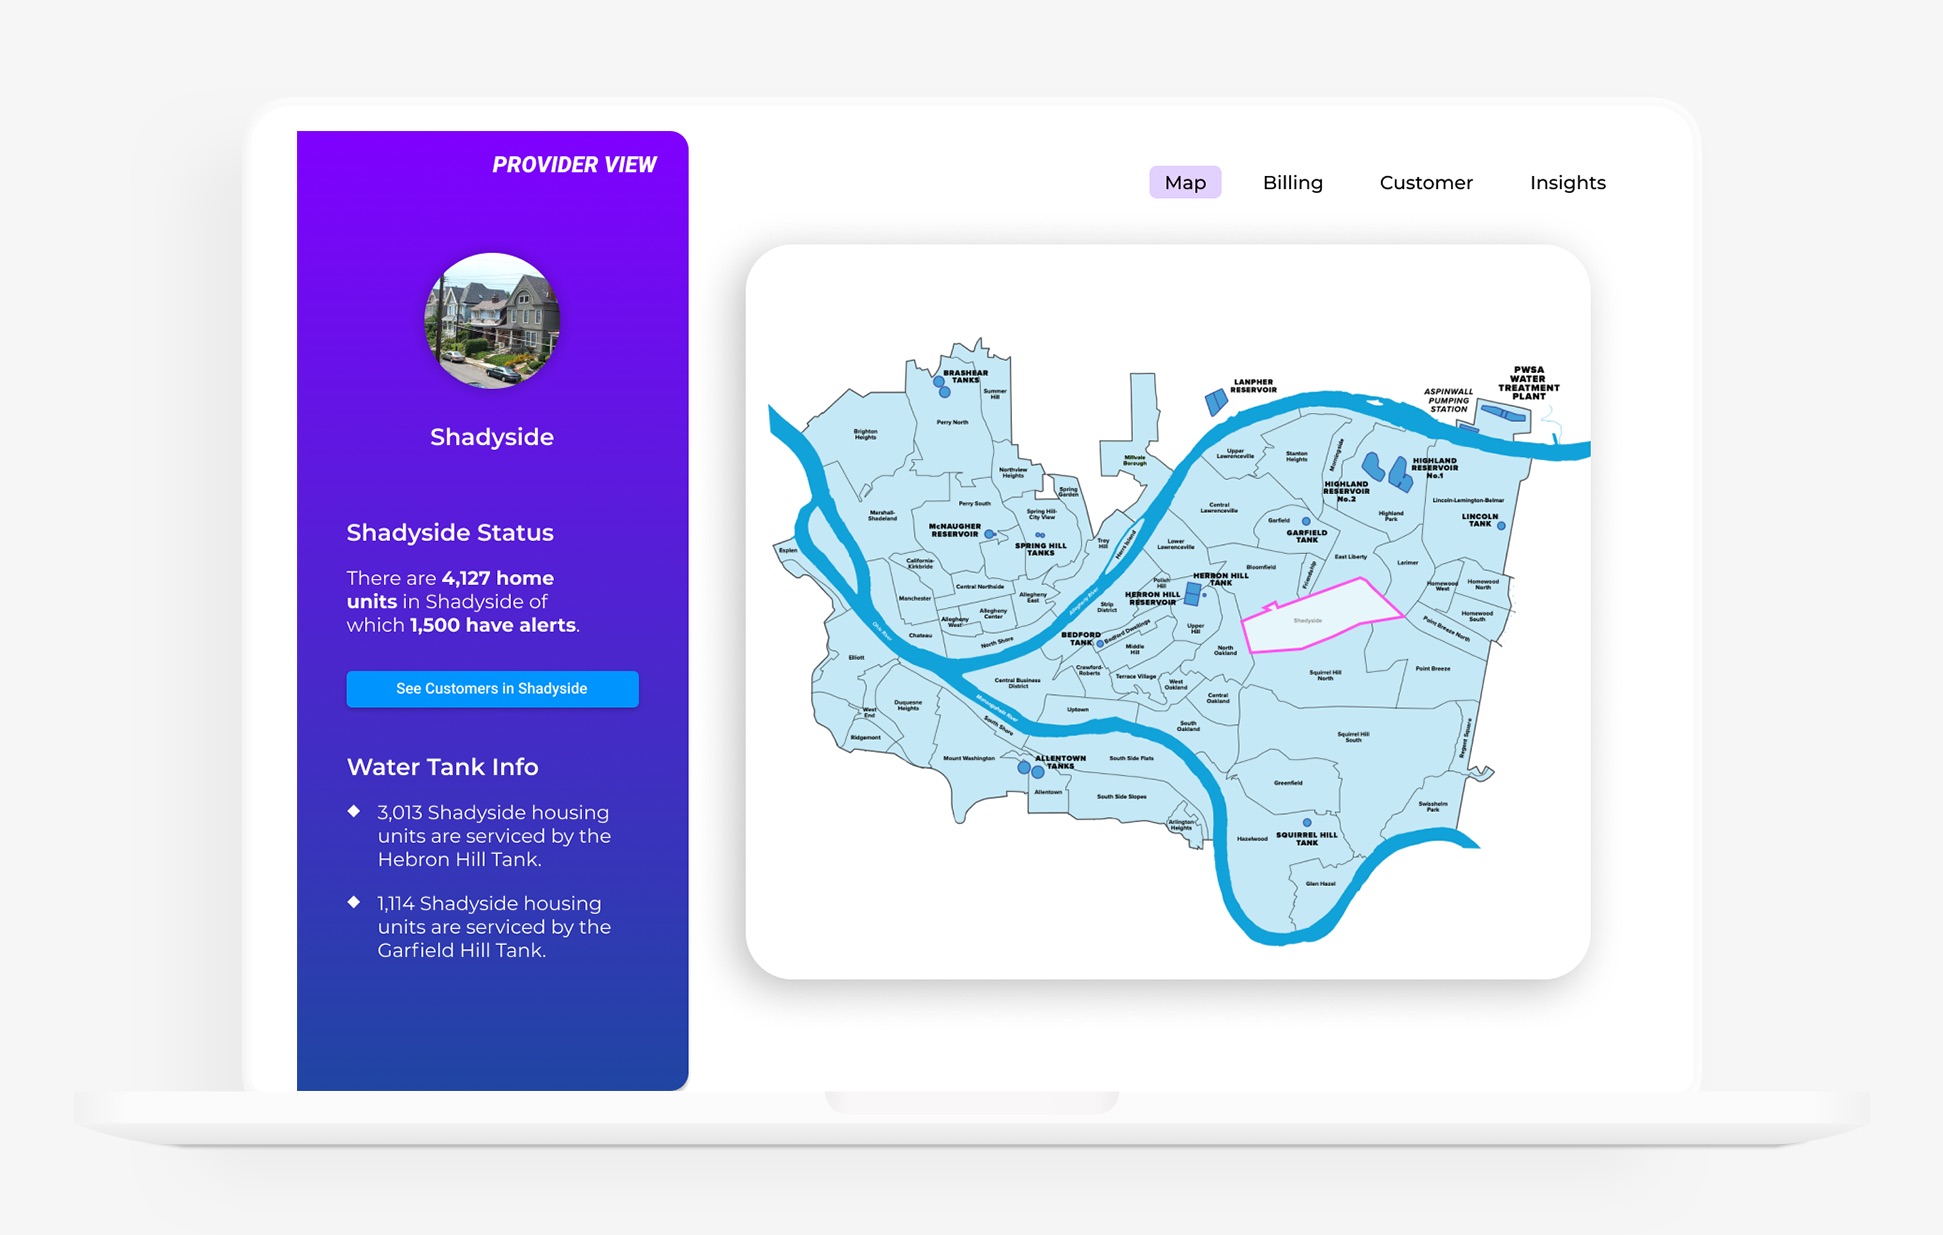 PROVIDER VIEW
Map
Billing
Customer
Insights
Shadyside
Shadyside Status
There are 4,127 home
units in Shadyside of
which 1,500 have alerts.
See Customers in Shadyside
Water Tank Info
3,013 Shadyside housing
units are serviced by the
Hebron Hill Tank.
1,114 Shadyside housing
units are serviced by the
Garfield Hill Tank.
BRASHEAR
TANKS
Summer
Hill
Perry North
Brighton
Heights
LANPHER
RESERVOIR
PWSA
WATER
TREATMENT
PLANT
ASPINWALL
PUMPING
STATION
Millvale
Borough
Upper
Lawrenceville
Stanton
Heights
Morningside
HIGHLAND
RESERVOIR
No.1
HIGHLAND
RESERVOIR
No.2
Northview
Heights
Spring
Garden
Perry South
Spring Hill-
City View
Marshall-
Shadeland
McNAUGHER
RESERVOIR
SPRING HILL
TANKS
Troy
Hill
Herrs Island
Central
Lawrenceville
Lower
Lawrenceville
Garfield
GARFIELD
TANK
Highland
Park
Lincoln-Lemington-Belmar
LINCOLN
TANK
Esplen
California-
Kirkbride
Central Northside
Manchester
Allegheny
East
Allegheny
Center
Allegheny
West
Chateau
North Shore
Ohio River
Allegheny River
Strip
District
Polish
Hill
HERRON HILL
TANK
HERRON HILL
RESERVOIR
Bloomfield
Friendship
East Liberty
Larimer
Homewood
West
Homewood
North
Homewood
South
Point Breeze North
Shadyside
BEDFORD
TANK
Bedford Dwellings
Upper
Hill
Middle
Hill
North
Oakland
Crawford-
Roberts
Terrace Village
West
Oakland
Central
Oakland
Squirrel Hill
North
Point Breeze
Elliott
Central Business
District
Duquesne
Heights
West
End
Ridgemont
Monongahela River
South Shore
Uptown
South
Oakland
Squirrel Hill
South
Regent Square
Mount Washington
ALLENTOWN
TANKS
South Side Flats
Allentown
South Side Slopes
Arlington
Heights
Greenfield
Swisshelm
Park
Hazelwood
SQUIRREL HILL
TANK
Glen Hazel